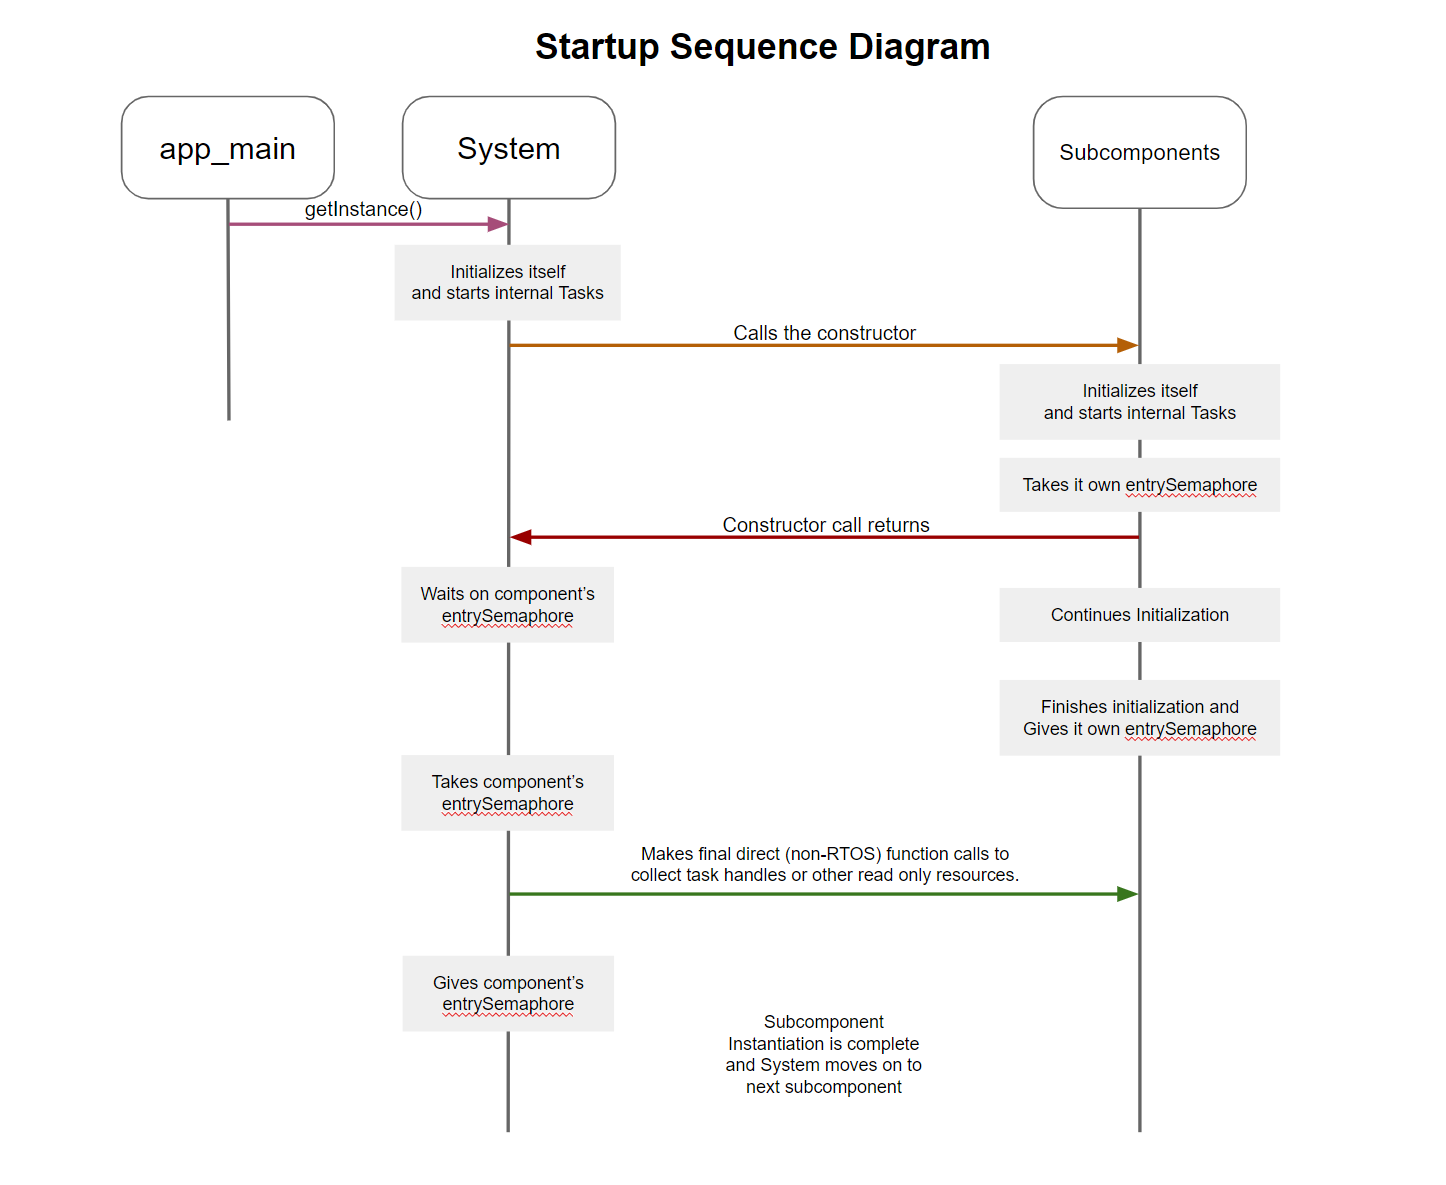 Startup Sequence Diagram
app_main
System
Subcomponents
getInstance()
Initializes itself
and starts internal Tasks
Calls the constructor
Initializes itself
and starts internal Tasks
Takes it own entrySemaphore
Constructor call returns
Waits on component’s
entrySemaphore
Continues Initialization
Finishes initialization and
Gives it own entrySemaphore
Takes component’s
entrySemaphore
Makes final direct (non-RTOS) function calls to
collect task handles or other read only resources.
Gives component’s
entrySemaphore
Subcomponent
Instantiation is complete
and System moves on to
next subcomponent